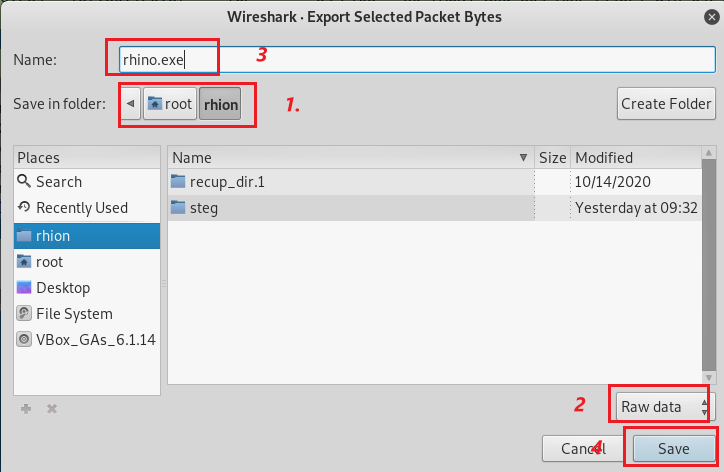 Wireshark · Export Selected Packet Bytes
Name: rhino.exe 3
Save in folder: root rhion 1. Create Folder
Places
Search
Recently Used
rhion
root
Desktop
File System
VBox_GAs_6.1.14
Name Size Modified
recup_dir.1 10/14/2020
steg Yesterday at 09:32
2 Raw data
Cancel 4 Save